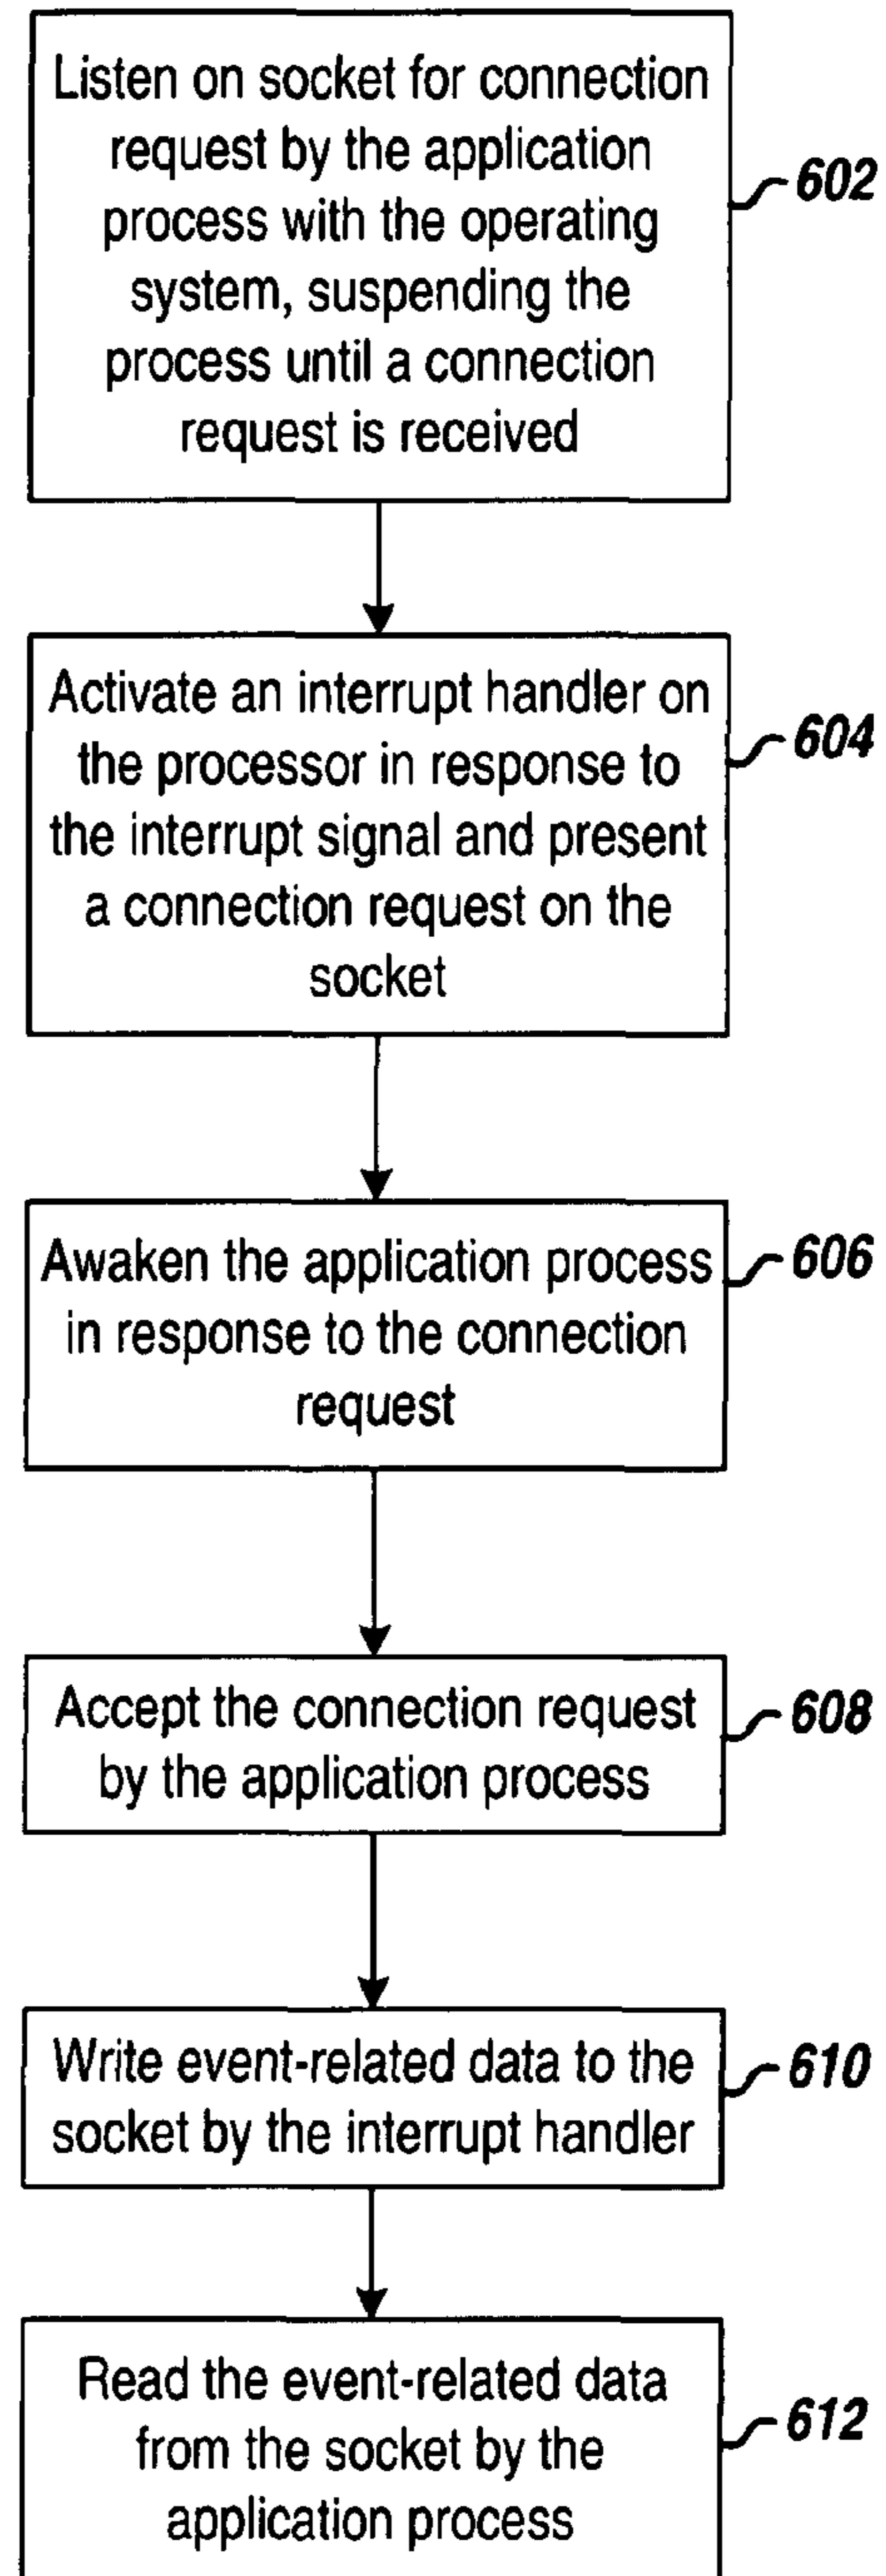 Listen on socket for connection
request by the application
process with the operating
system, suspending the
process until a connection
request is received
602
Activate an interrupt handler on
the processor in response to
the interrupt signal and present
a connection request on the
socket
604
Awaken the application process
in response to the connection
request
606
Accept the connection request
by the application process
608
Write event-related data to the
socket by the interrupt handler
610
Read the event-related data
from the socket by the
application process
612